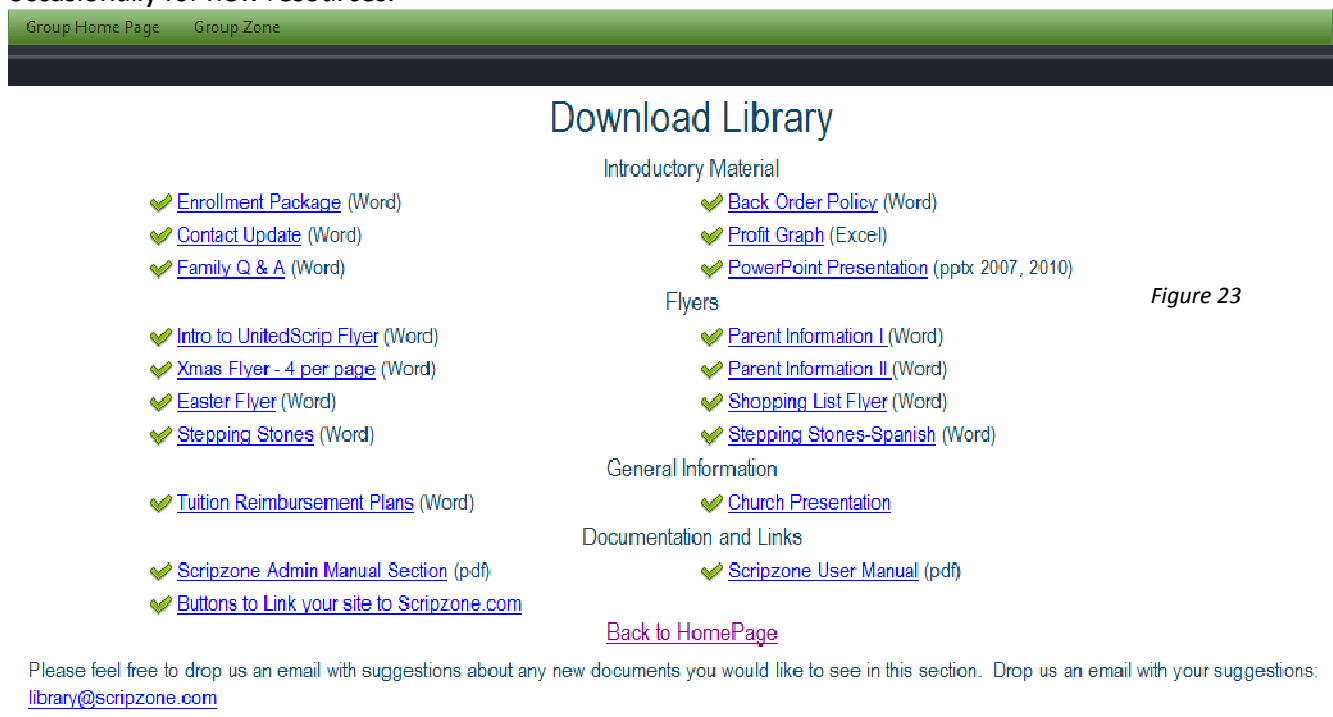 occasionally for new resources.
Group Home Page Group Zone
Download Library
Introductory Material
Enrollment Package (Word) Back Order Policy (Word)
Contact Update (Word) Profit Graph (Excel)
Family Q & A (Word) PowerPoint Presentation (pptx 2007, 2010)
Flyers
Figure 23
Intro to UnitedScrip Flyer (Word) Parent Information I (Word)
Xmas Flyer - 4 per page (Word) Parent Information II (Word)
Easter Flyer (Word) Shopping List Flyer (Word)
Stepping Stones (Word) Stepping Stones-Spanish (Word)
General Information
Tuition Reimbursement Plans (Word) Church Presentation
Documentation and Links
Scripzone Admin Manual Section (pdf) Scripzone User Manual (pdf)
Buttons to Link your site to Scripzone.com
Back to HomePage
Please feel free to drop us an email with suggestions about any new documents you would like to see in this section. Drop us an email with your suggestions:
library@scripzone.com